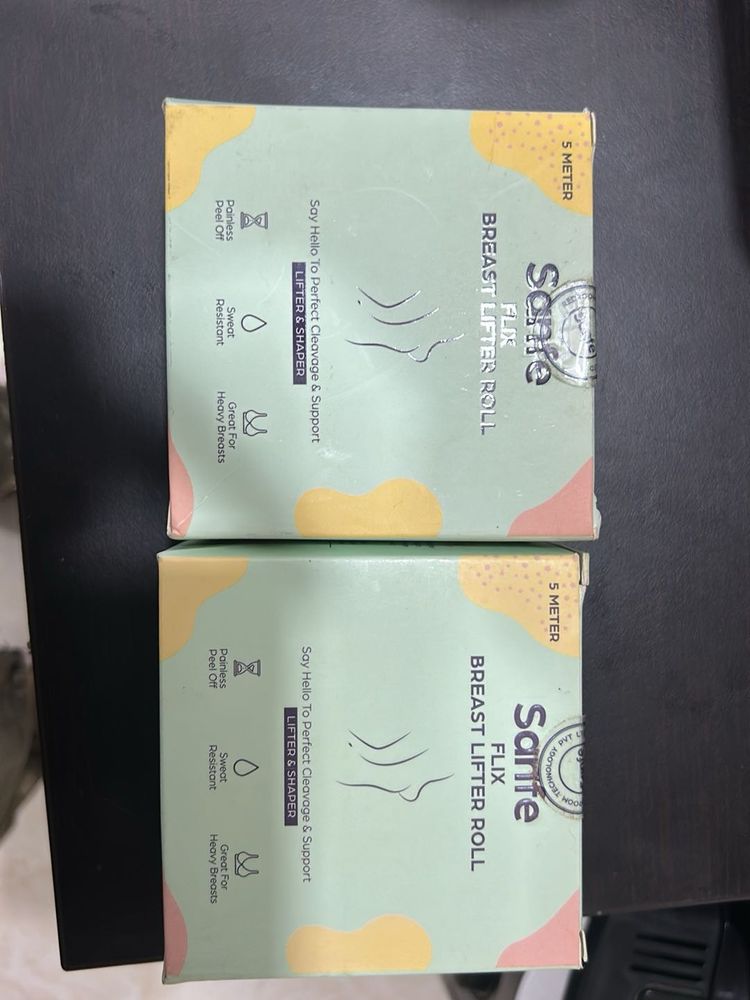 5 METER
Sanfe
FLIX
BREAST LIFTER ROLL
Say Hello To Perfect Cleavage & Support
LIFTER & SHAPER
Painless
Peel Off
Sweat
Resistant
Great For
Heavy Breasts
5 METER
Sanfe
FLIX
BREAST LIFTER ROLL
Say Hello To Perfect Cleavage & Support
LIFTER & SHAPER
Painless
Peel Off
Sweat
Resistant
Great For
Heavy Breasts